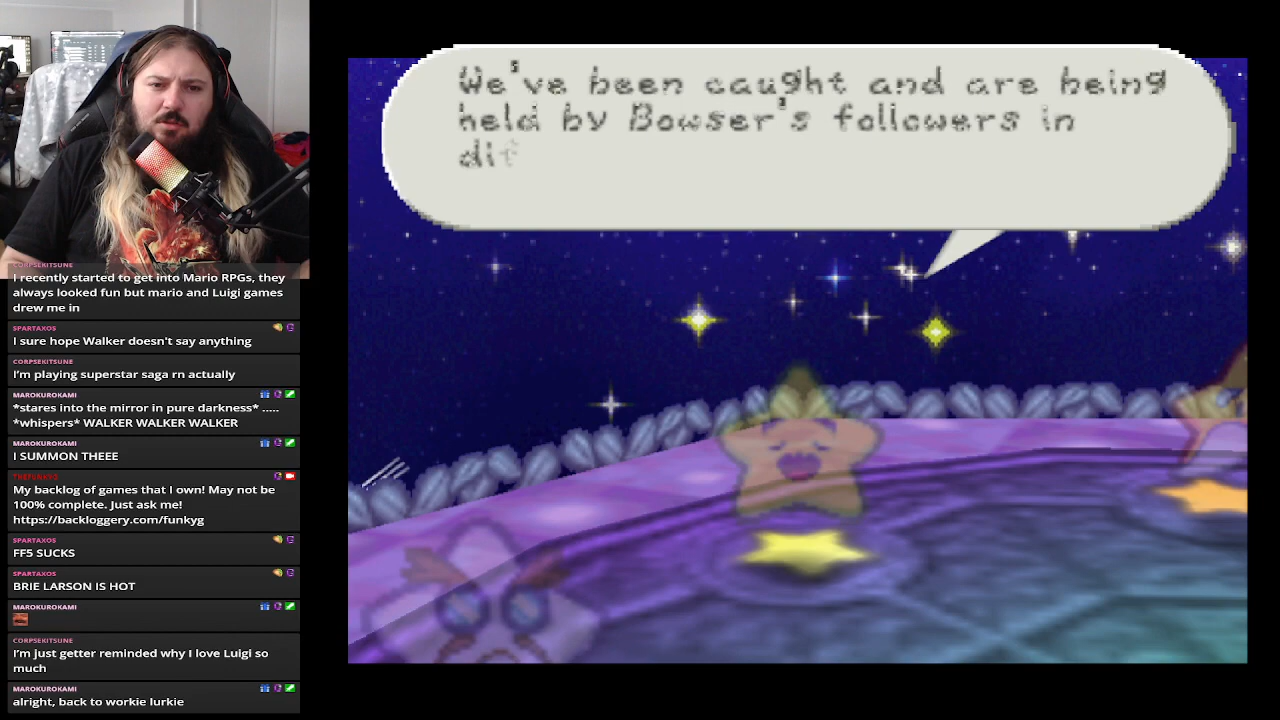 We've been caught and are being
held by Bowser's followers in
dif
CORPSEKITSUNE
I recently started to get into Mario RPGs, they
always looked fun but mario and Luigi games
drew me in
SPARTAXOS
I sure hope Walker doesn't say anything
CORPSEKITSUNE
I'm playing superstar saga rn actually
MAROKUROKAMI
*stares into the mirror in pure darkness* .....
*whispers* WALKER WALKER WALKER
MAROKUROKAMI
I SUMMON THEEE
My backlog of games that I own! May not be
100% complete. Just ask me!
https://backloggery.com/funkyg
SPARTAXOS
FF5 SUCKS
SPARTAXOS
BRIE LARSON IS HOT
MAROKUROKAMI
CORPSEKITSUNE
I'm just getter reminded why I love Luigi so
much
MAROKUROKAMI
alright, back to workie lurkie